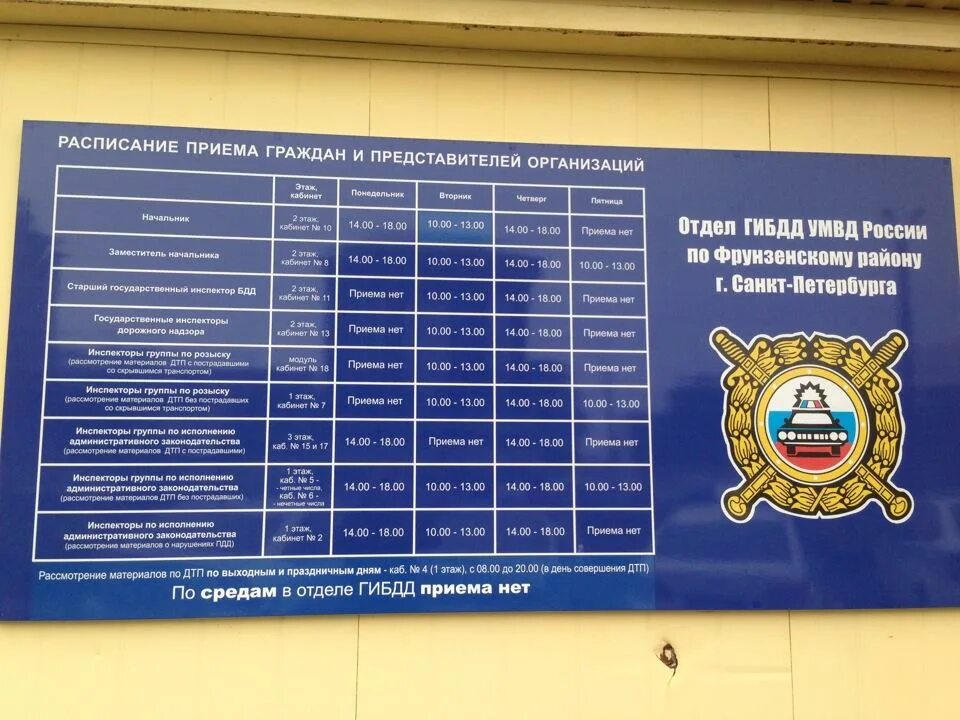 РАСПИСАНИЕ ПРИЕМА ГРАЖДАН И ПРЕДСТАВИТЕЛЕЙ ОРГАНИЗАЦИЙ
Этаж,
кабинет
Понедельник
Вторник
Четверг
Пятница
Начальник
2 этаж,
кабинет № 10
14.00 - 18.00
10.00 - 13.00
14.00 - 18.00
Приема нет
Заместитель начальника
2 этаж,
кабинет № 8
14.00 - 18.00
10.00 - 13.00
14.00 - 18.00
10.00 - 13.00
Старший государственный инспектор БДД
2 этаж,
кабинет № 11
Приема нет
10.00 - 13.00
14.00 - 18.00
Приема нет
Государственные инспекторы
дорожного надзора
2 этаж,
кабинет № 13
Приема нет
10.00 - 13.00
14.00 - 18.00
Приема нет
Инспекторы группы по розыску
(рассмотрение материалов ДТП с пострадавшими
со скрывшимся транспортом)
модуль
кабинет № 18
Приема нет
10.00 - 13.00
14.00 - 18.00
Приема нет
Инспекторы группы по розыску
(рассмотрение материалов ДТП без пострадавших
со скрывшимся транспортом)
1 этаж,
кабинет № 7
Приема нет
10.00 - 13.00
14.00 - 18.00
10.00 - 13.00
Инспекторы группы по исполнению
административного законодательства
(рассмотрение материалов ДТП с пострадавшими)
3 этаж,
каб. № 15 и 17
14.00 - 18.00
Приема нет
14.00 - 18.00
Приема нет
Инспекторы группы по исполнению
административного законодательства
(рассмотрение материалов ДТП без пострадавших)
1 этаж,
каб. № 5 -
- четные числа,
каб. № 6 -
- нечетные числа
14.00 - 18.00
10.00 - 13.00
14.00 - 18.00
10.00 - 13.00
Инспекторы по исполнению
административного законодательства
(рассмотрение материалов о нарушениях ПДД)
1 этаж,
кабинет № 2
14.00 - 18.00
10.00 - 13.00
14.00 - 18.00
Приема нет
Рассмотрение материалов по ДТП по выходным и праздничным дням - каб. № 4 (1 этаж), с 08.00 до 20.00 (в день совершения ДТП)
По средам в отделе ГИБДД приема нет
Отдел ГИБДД УМВД России
по Фрунзенскому району
г. Санкт-Петербурга